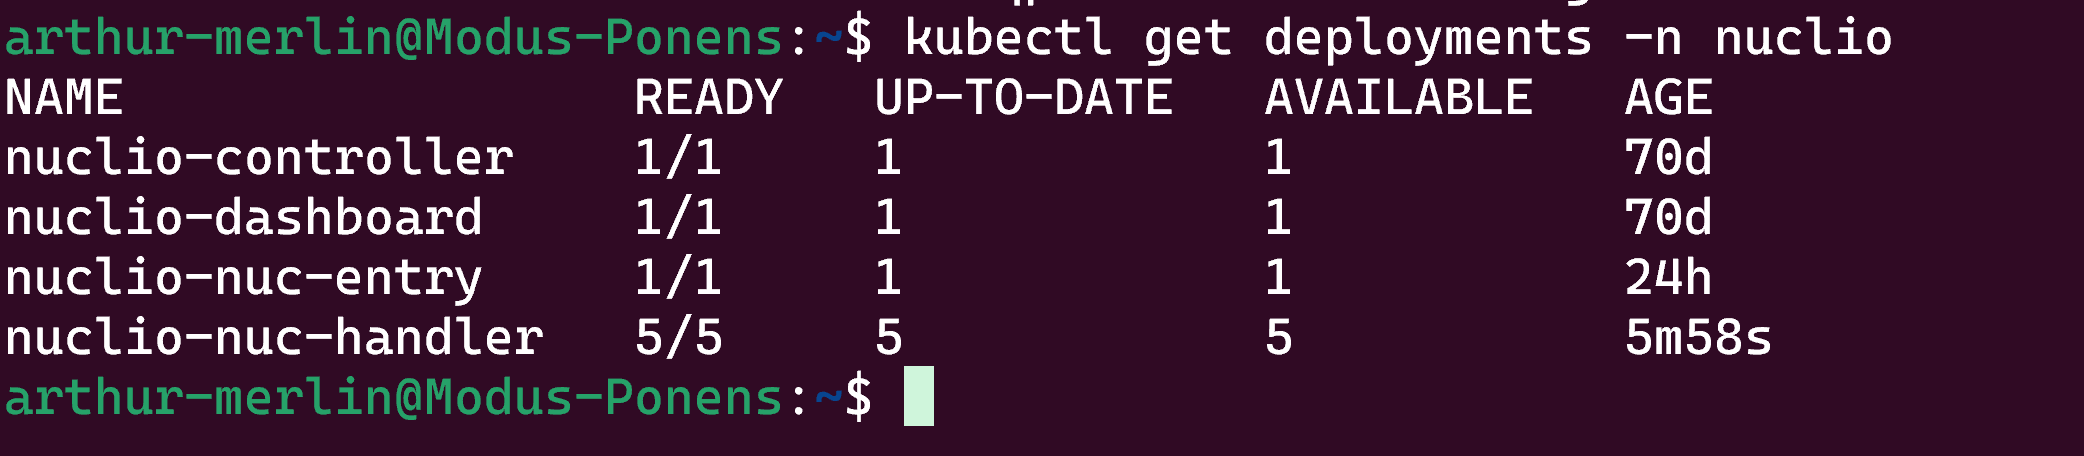 arthur-merlin@Modus-Ponens:~$ kubectl get deployments -n nuclio
NAME READY UP-TO-DATE AVAILABLE AGE
nuclio-controller 1/1 1 1 70d
nuclio-dashboard 1/1 1 1 70d
nuclio-nuc-entry 1/1 1 1 24h
nuclio-nuc-handler 5/5 5 5 5m58s
arthur-merlin@Modus-Ponens:~$